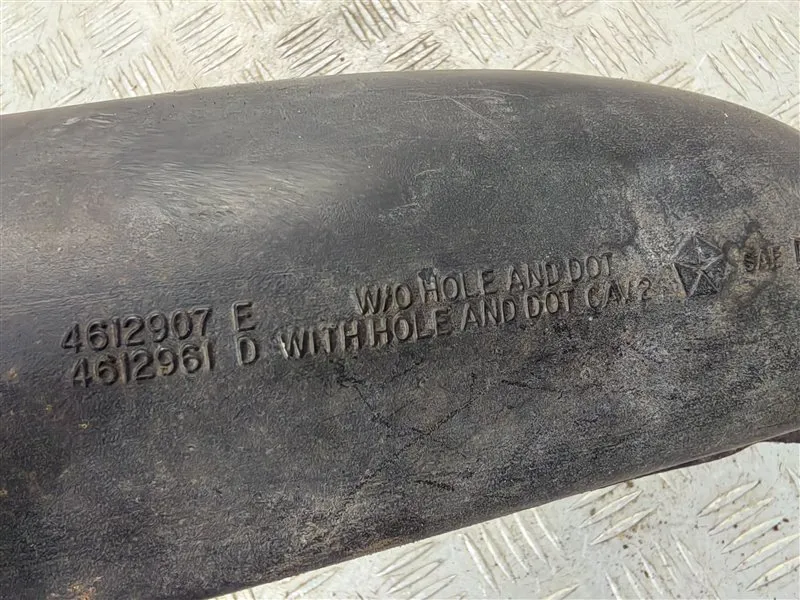 4612907 E W/O HOLE AND DOT
4612961 D WITH HOLE AND DOT CAV 2
SAE